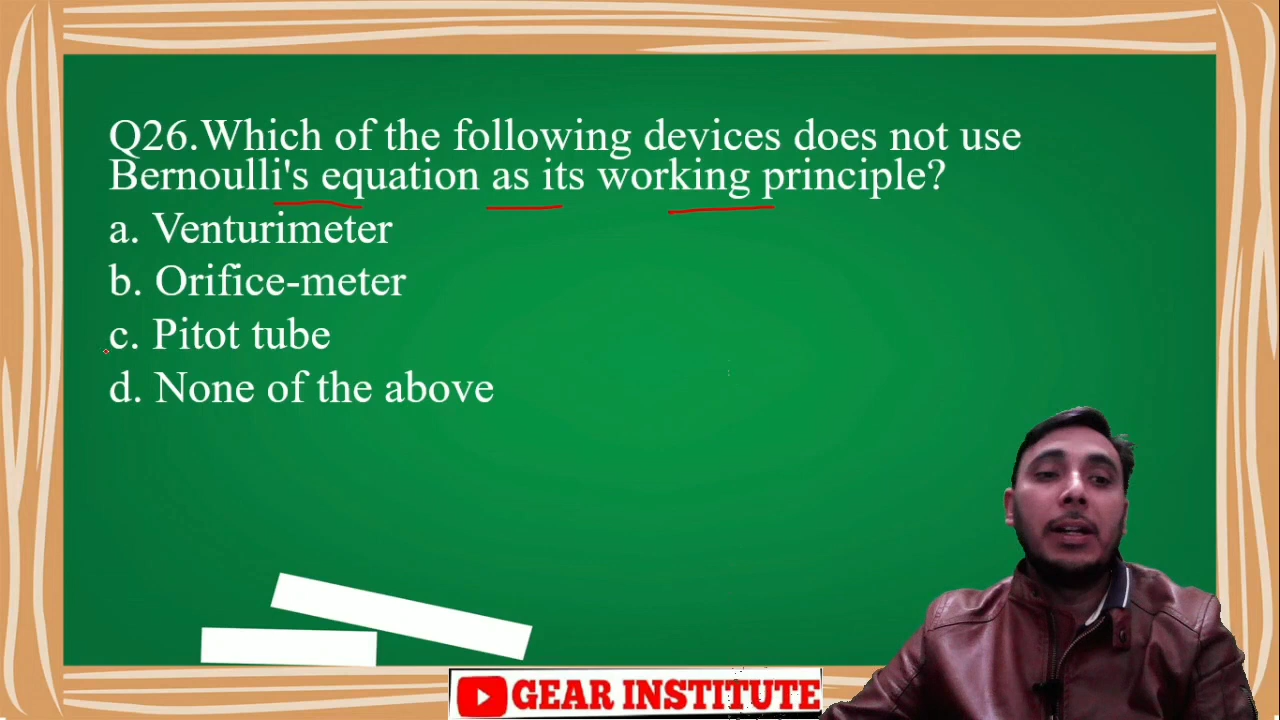 Q26.Which of the following devices does not use
Bernoulli's equation as its working principle?
a. Venturimeter
b. Orifice-meter
c. Pitot tube
d. None of the above
GEAR INSTITUTE